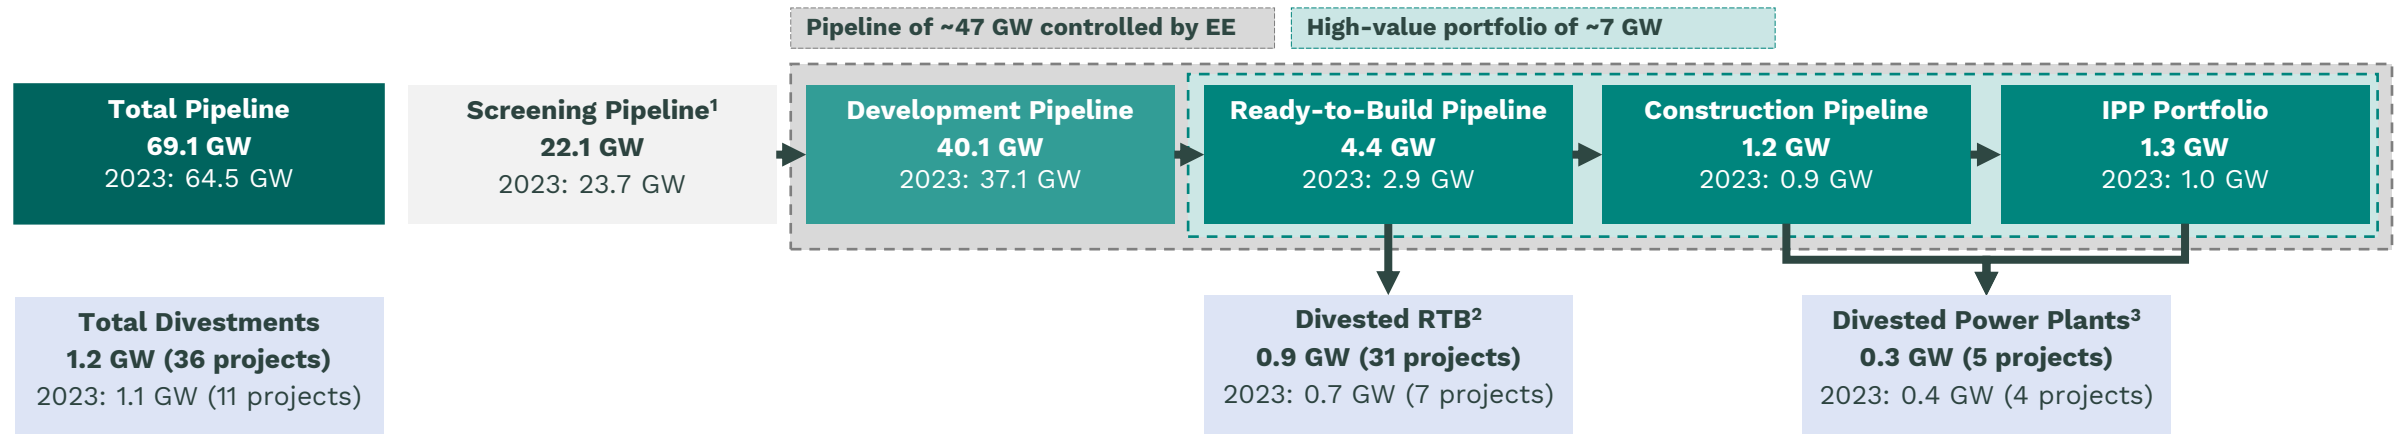 Pipeline of ~47 GW controlled by EE
High-value portfolio of ~7 GW
Total Pipeline
69.1 GW
2023: 64.5 GW
Screening Pipeline¹
22.1 GW
2023: 23.7 GW
Development Pipeline
40.1 GW
2023: 37.1 GW
Ready-to-Build Pipeline
4.4 GW
2023: 2.9 GW
Construction Pipeline
1.2 GW
2023: 0.9 GW
IPP Portfolio
1.3 GW
2023: 1.0 GW
Total Divestments
1.2 GW (36 projects)
2023: 1.1 GW (11 projects)
Divested RTB²
0.9 GW (31 projects)
2023: 0.7 GW (7 projects)
Divested Power Plants³
0.3 GW (5 projects)
2023: 0.4 GW (4 projects)